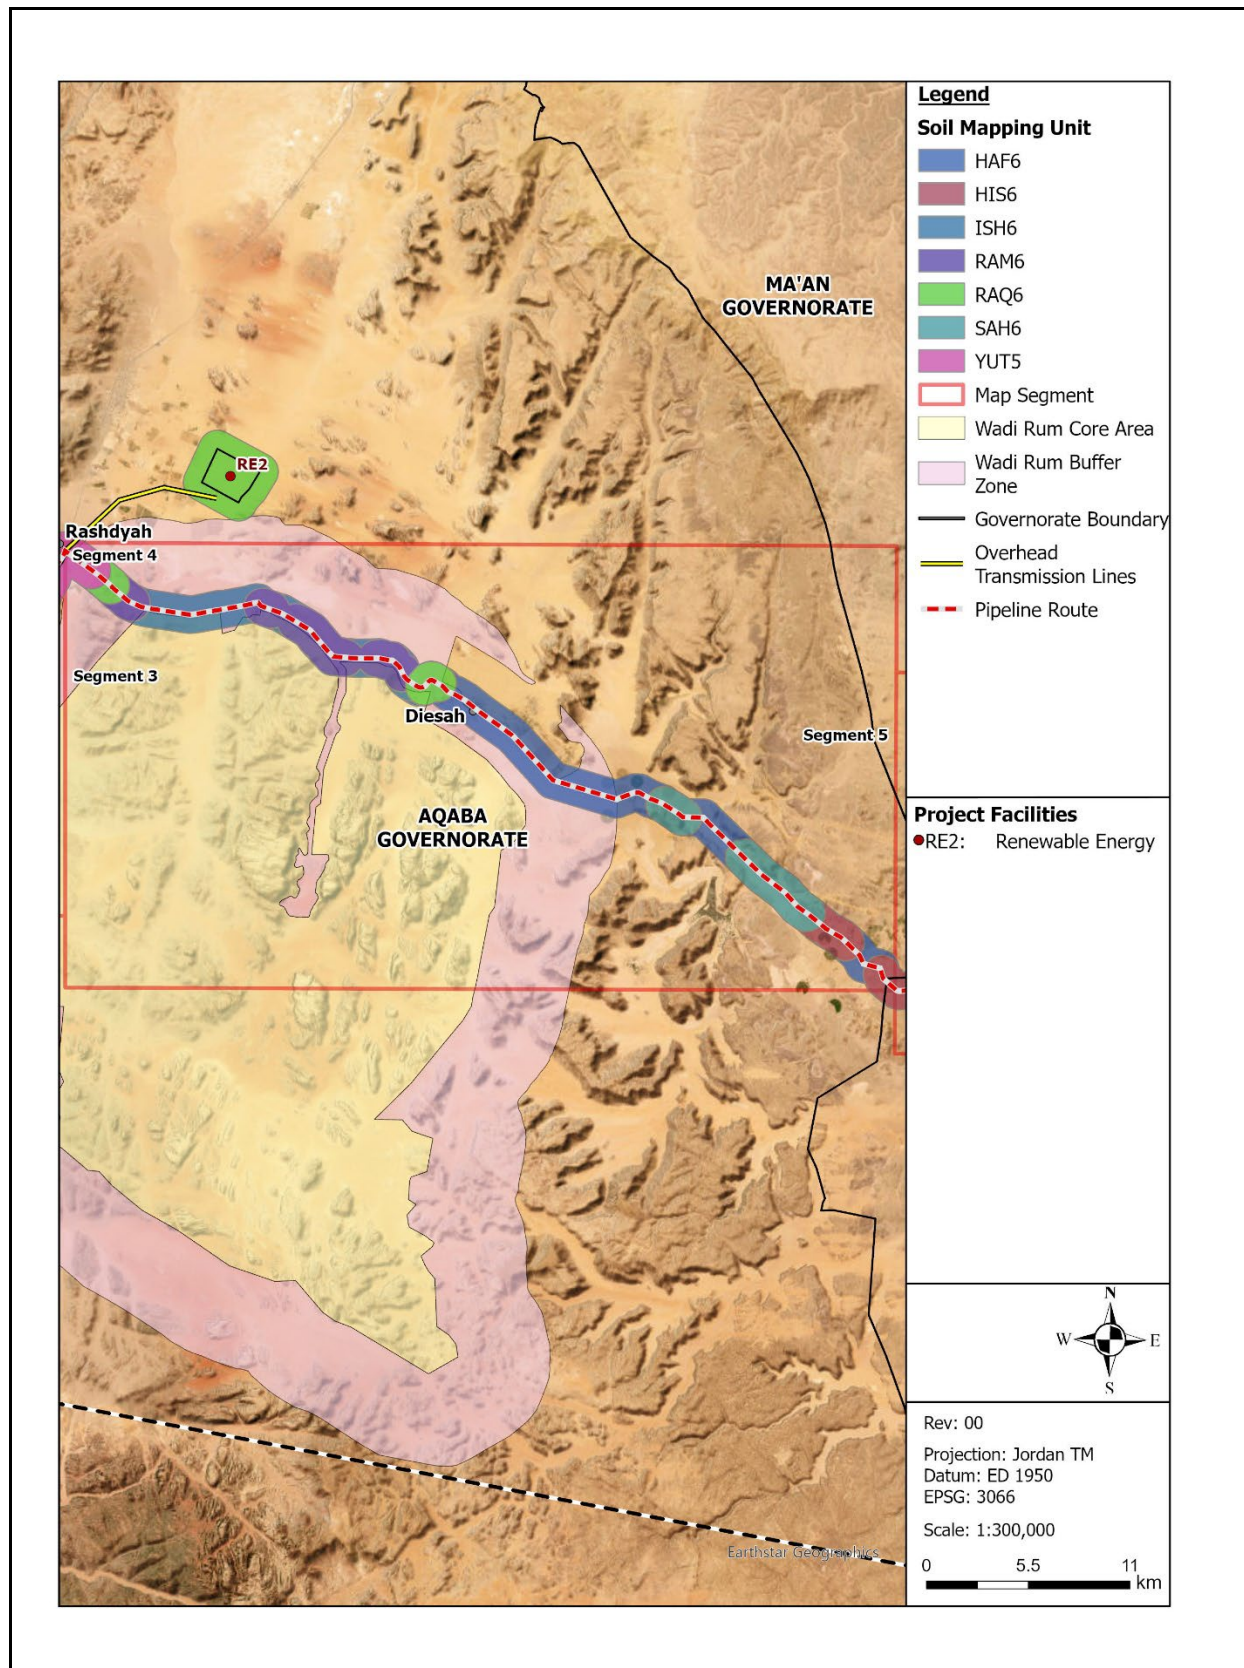 Legend
Soil Mapping Unit
HAF6
HIS6
ISH6
RAM6
RAQ6
SAH6
YUT5
Map Segment
Wadi Rum Core Area
Wadi Rum Buffer
Zone
Governorate Boundary
Overhead
Transmission Lines
Pipeline Route
MA'AN
GOVERNORATE
RE2
Rashdyah
Segment 4
Segment 3
Diesah
Segment 5
AQABA
GOVERNORATE
Project Facilities
RE2: Renewable Energy
N
W E
S
Rev: 00
Projection: Jordan TM
Datum: ED 1950
EPSG: 3066
Scale: 1:300,000
0 5.5 11
km
Earthstar Geographics